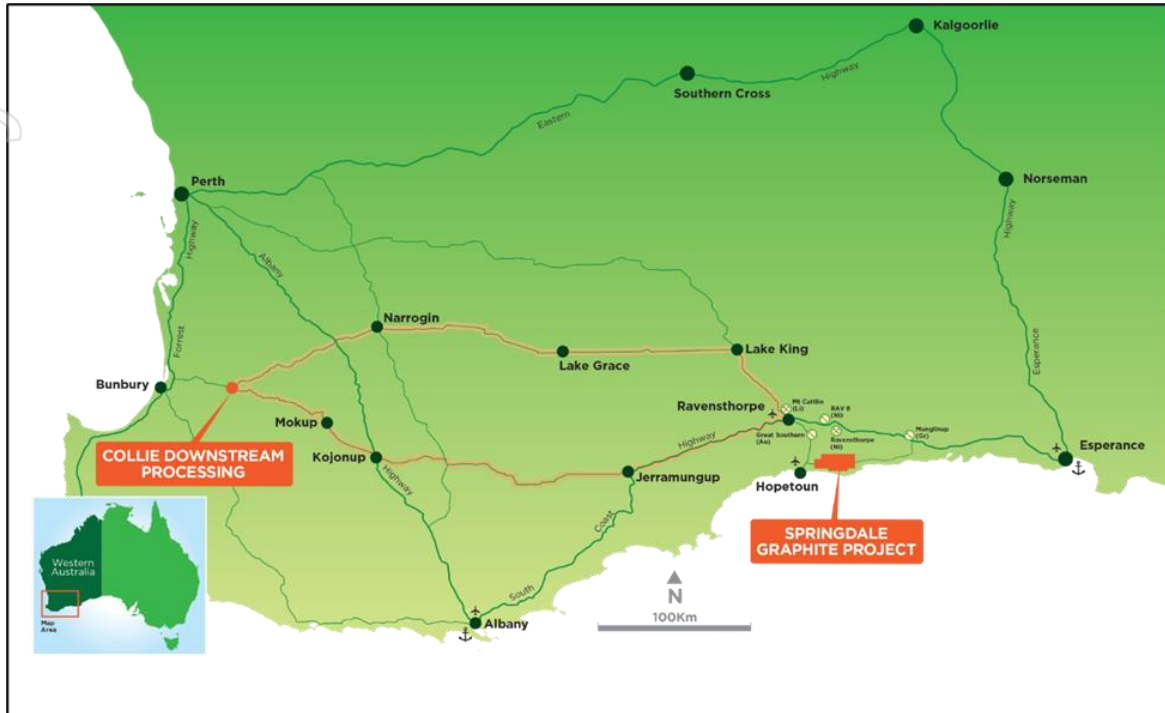 Kalgoorlie
Southern Cross
Highway
Eastern
Perth
Norseman
Highway
Albany
Highway
Narrogin
Forrest
Lake Grace
Lake King
Esperance
Bunbury
Ravensthorpe
Mt Cattlin
(Li)
RAV 8
(Ni)
Mokup
Great Southern
(Au)
Ravensthorpe
(Ni)
Munglinup
(Gr)
COLLIE DOWNSTREAM
PROCESSING
Kojonup
Highway
Highway
Esperance
Jerramungup
Hopetoun
SPRINGDALE
GRAPHITE PROJECT
Coast
South
Albany
N
100Km
Western
Australia
Map
Area